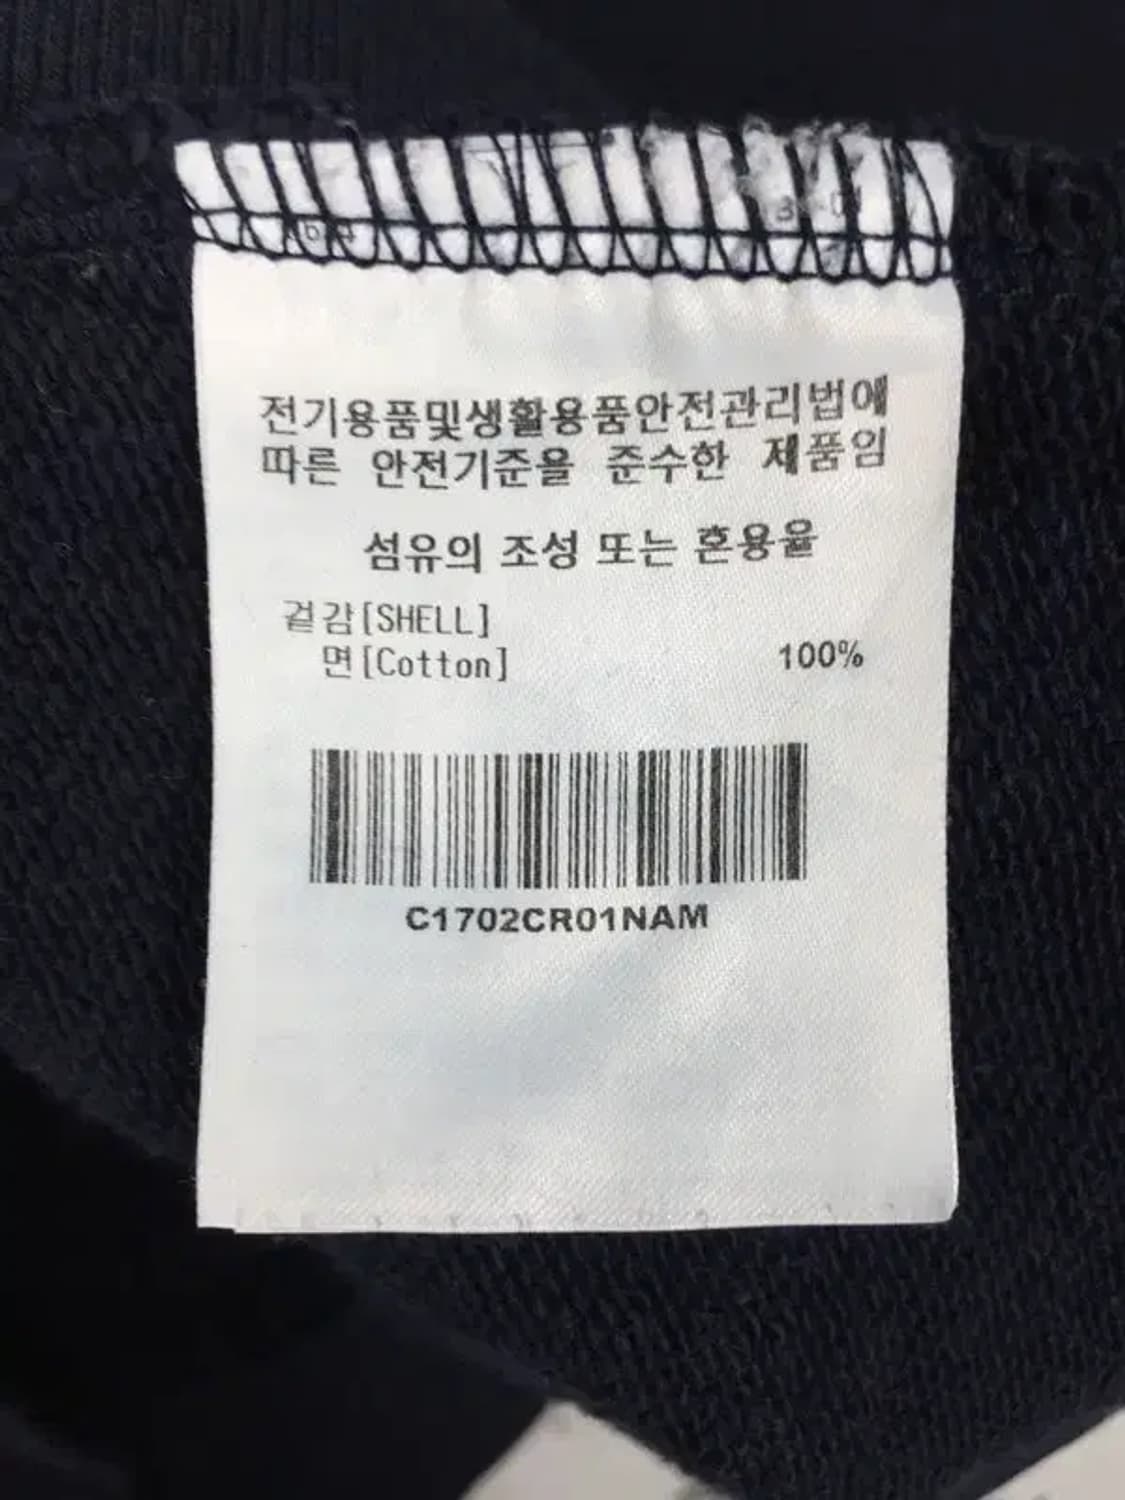 전기용품및생활용품안전관리법에
따른 안전기준을 준수한 제품임
섬유의 조성 또는 혼용율
겉감[SHELL]
면[Cotton] 100%
C1702CR01NAM